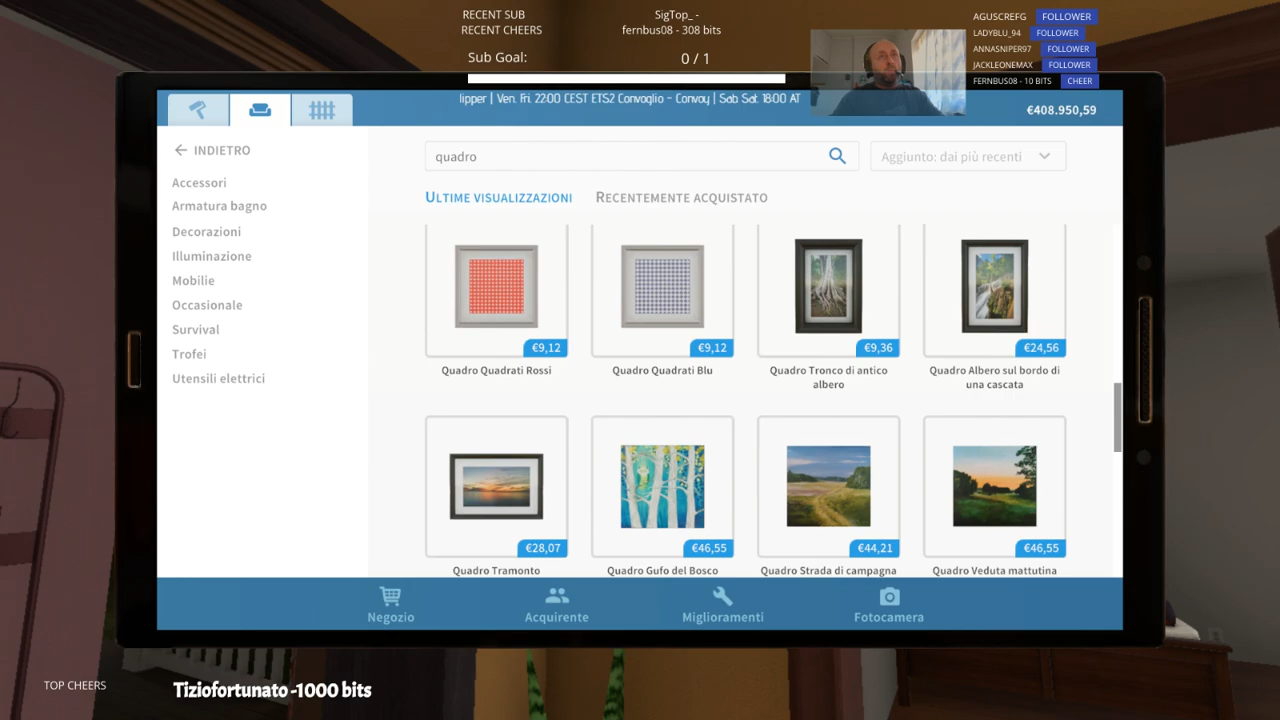 RECENT SUB
SigTop_ -
RECENT CHEERS
fernbus08 - 308 bits
Sub Goal:
0 / 1
AGUSCREFG FOLLOWER
LADYBLU_94 FOLLOWER
ANNASNIPER97 FOLLOWER
JACKLEONEMAX FOLLOWER
FERNBUS08 - 10 BITS CHEER
lipper | Ven. Fri. 22:00 CEST ETS2 Convoglio - Convoy | Sab Sat. 18:00 AT
€408.950,59
INDIETRO
Accessori
Armatura bagno
Decorazioni
Illuminazione
Mobilie
Occasionale
Survival
Trofei
Utensili elettrici
quadro
Aggiunto: dai più recenti
ULTIME VISUALIZZAZIONI
RECENTEMENTE ACQUISTATO
€9,12
€9,12
€9,36
€24,56
Quadro Quadrati Rossi
Quadro Quadrati Blu
Quadro Tronco di antico
albero
Quadro Albero sul bordo di
una cascata
€28,07
€46,55
€44,21
€46,55
Quadro Tramonto
Quadro Gufo del Bosco
Quadro Strada di campagna
Quadro Veduta mattutina
Negozio
Acquirente
Miglioramenti
Fotocamera
TOP CHEERS
Tiziofortunato -1000 bits